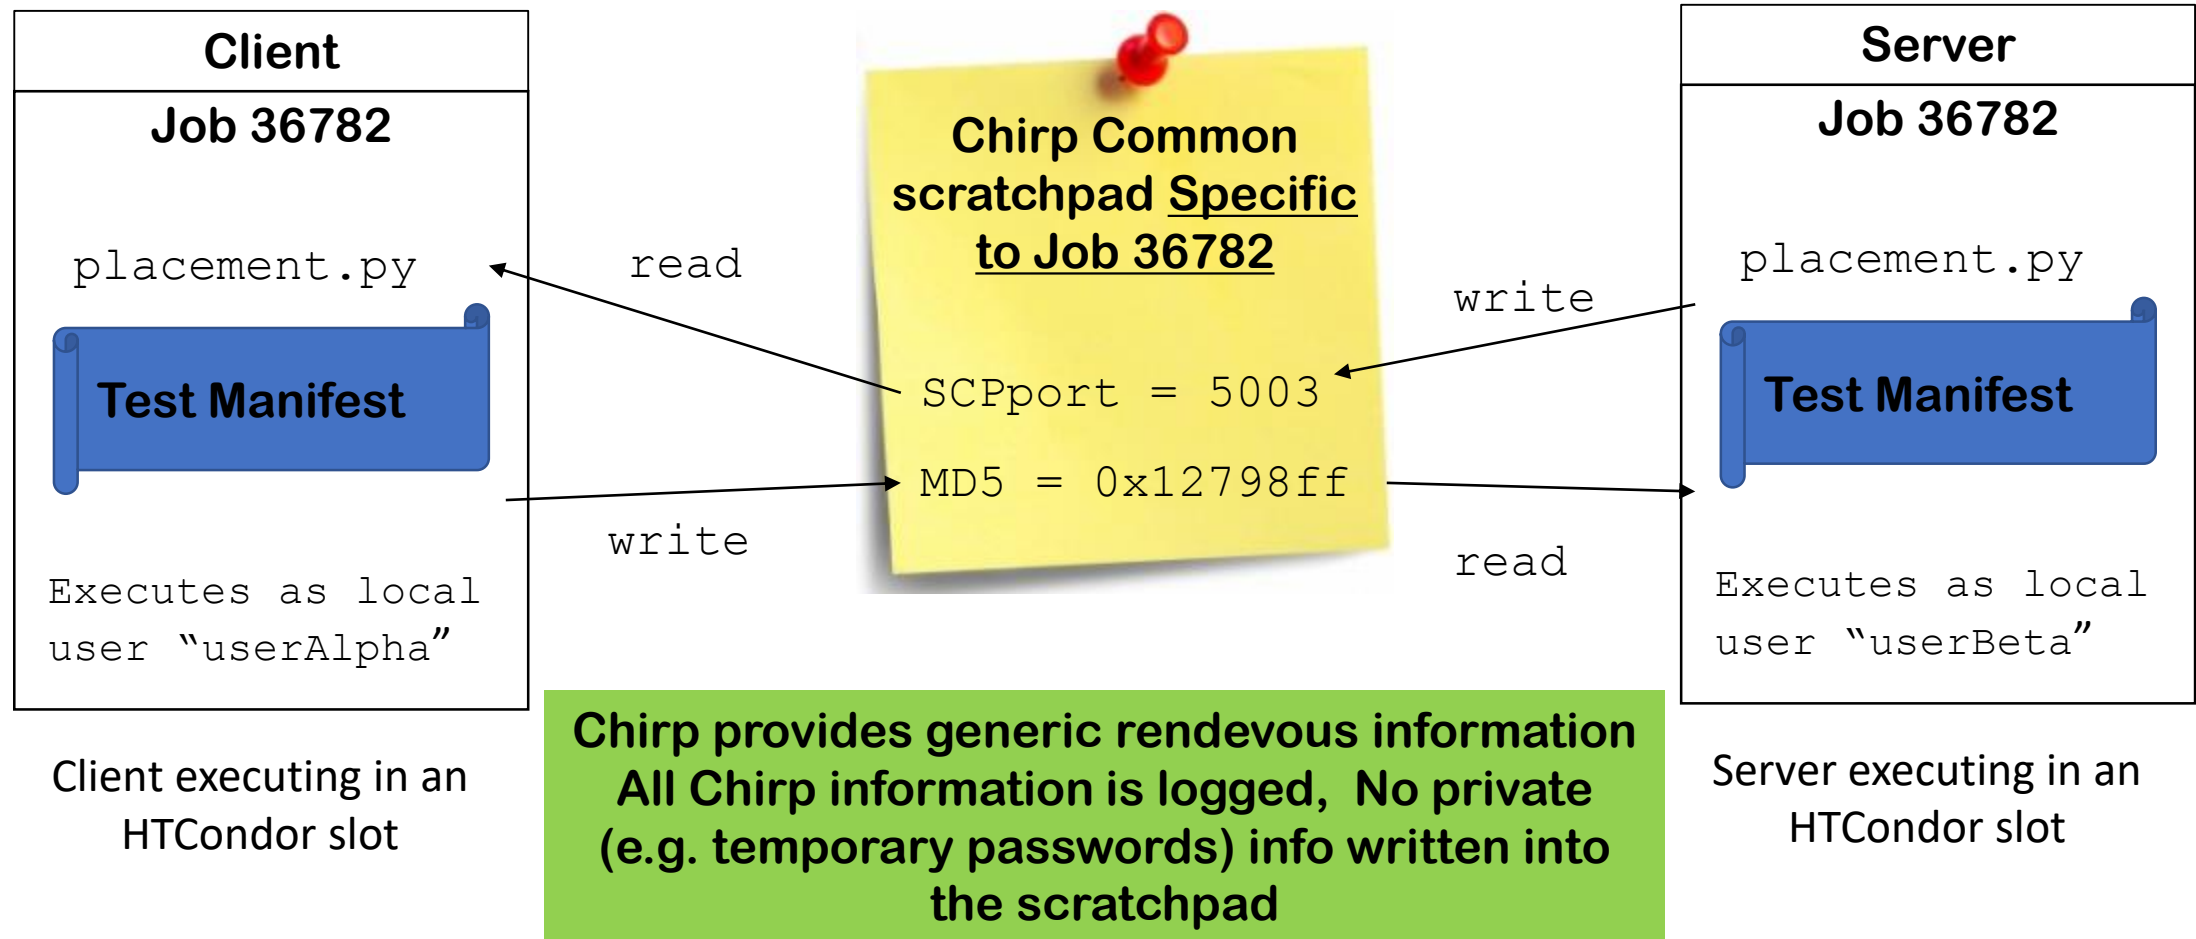 Client
Job 36782
placement.py
Test Manifest
Executes as local
user “userAlpha”
Client executing in an
HTCondor slot
read
write
Chirp Common
scratchpad Specific
to Job 36782
SCPport = 5003
MD5 = 0x12798ff
write
read
Chirp provides generic rendevous information
All Chirp information is logged,  No private
(e.g. temporary passwords) info written into
the scratchpad
Server
Job 36782
placement.py
Test Manifest
Executes as local
user “userBeta”
Server executing in an
HTCondor slot